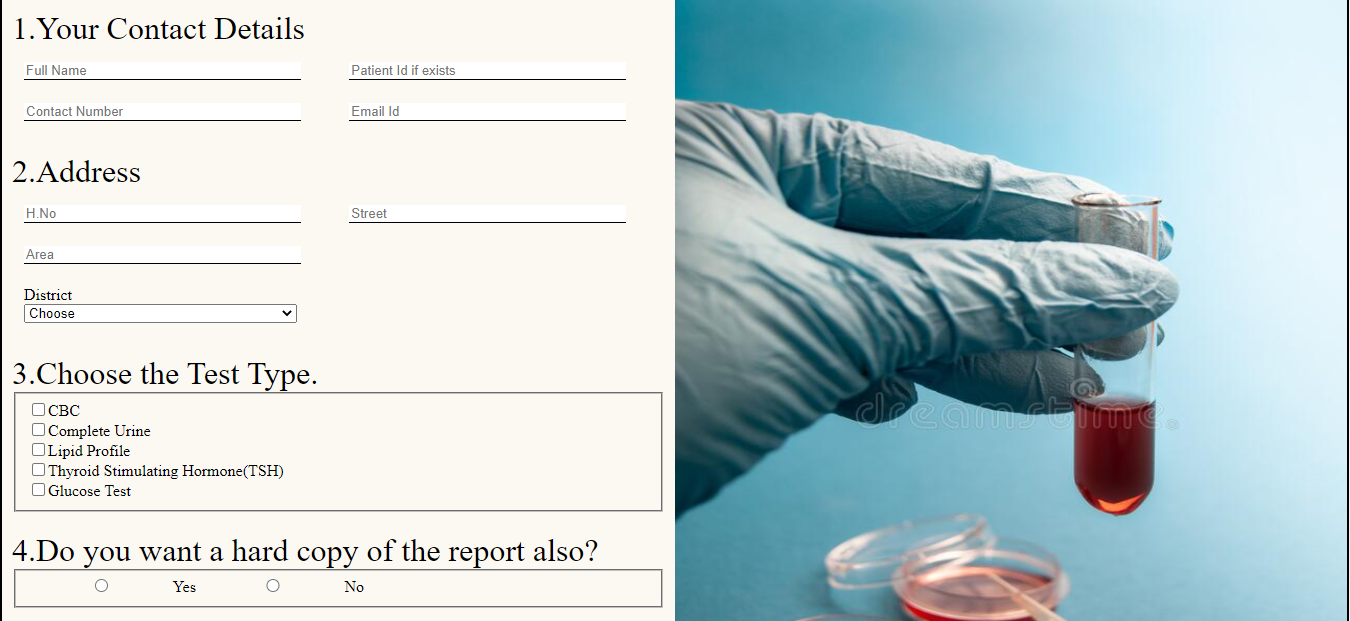 1.Your Contact Details
Full Name Patient Id if exists
Contact Number Email Id
2.Address
H.No Street
Area
District
Choose
3.Choose the Test Type.
CBC
Complete Urine
Lipid Profile
Thyroid Stimulating Hormone(TSH)
Glucose Test
4.Do you want a hard copy of the report also?
Yes No
dreamstime.